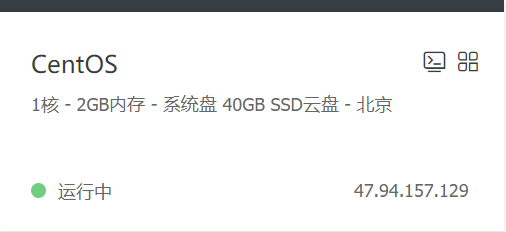 CentOS
1核 - 2GB内存 - 系统盘 40GB SSD云盘 - 北京
运行中 47.94.157.129